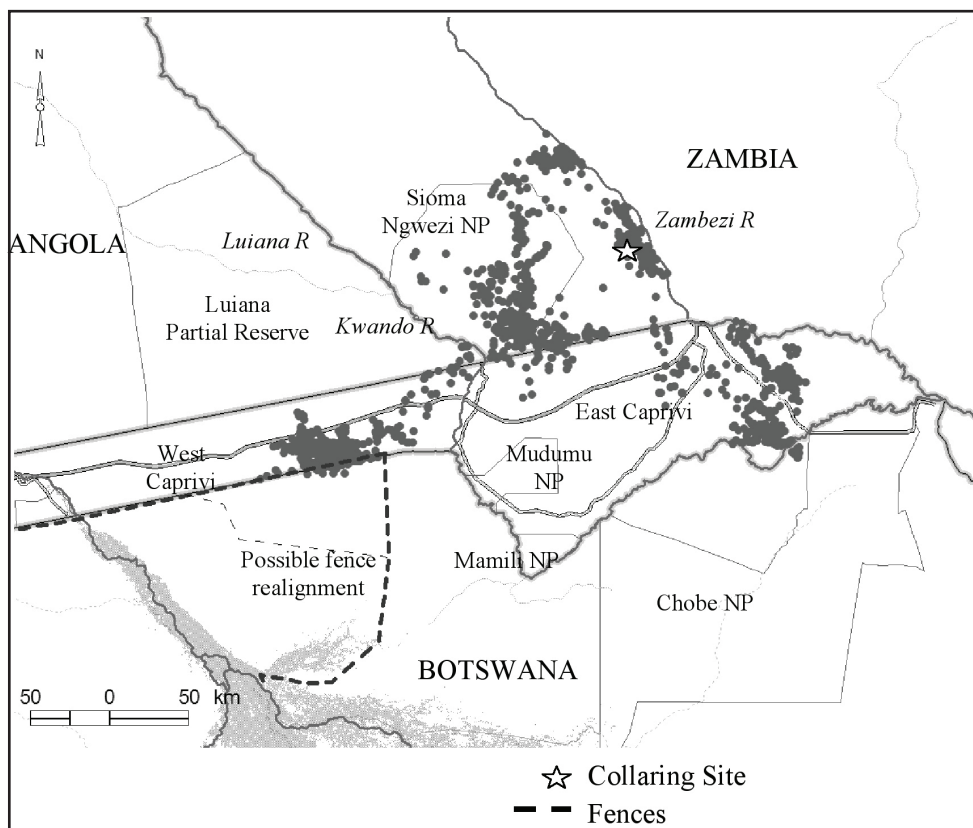 N
ZAMBIA
Sioma
Ngwezi NP
Zambezi R
ANGOLA
Luiana R
Luiana
Partial Reserve
Kwando R
East Caprivi
West
Caprivi
Mudumu
NP
Possible fence
realignment
Mamili NP
Chobe NP
BOTSWANA
50 0 50 km
Collaring Site
Fences